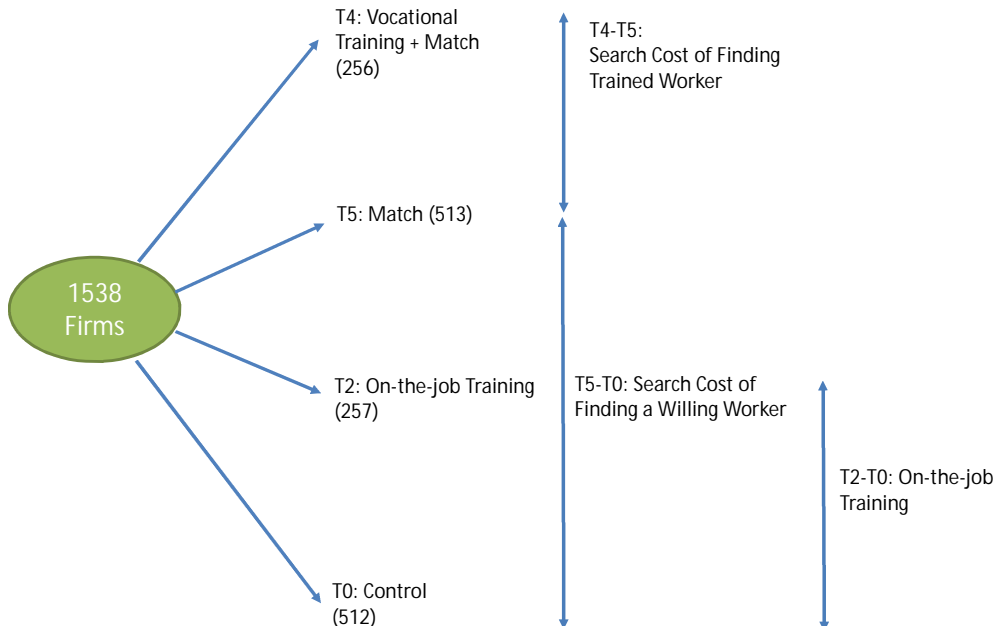 T4: Vocational
Training + Match
(256)
T4-T5:
Search Cost of Finding
Trained Worker
T5: Match (513)
1538
Firms
T2: On-the-job Training
(257)
T5-T0: Search Cost of
Finding a Willing Worker
T2-T0: On-the-job
Training
T0: Control
(512)